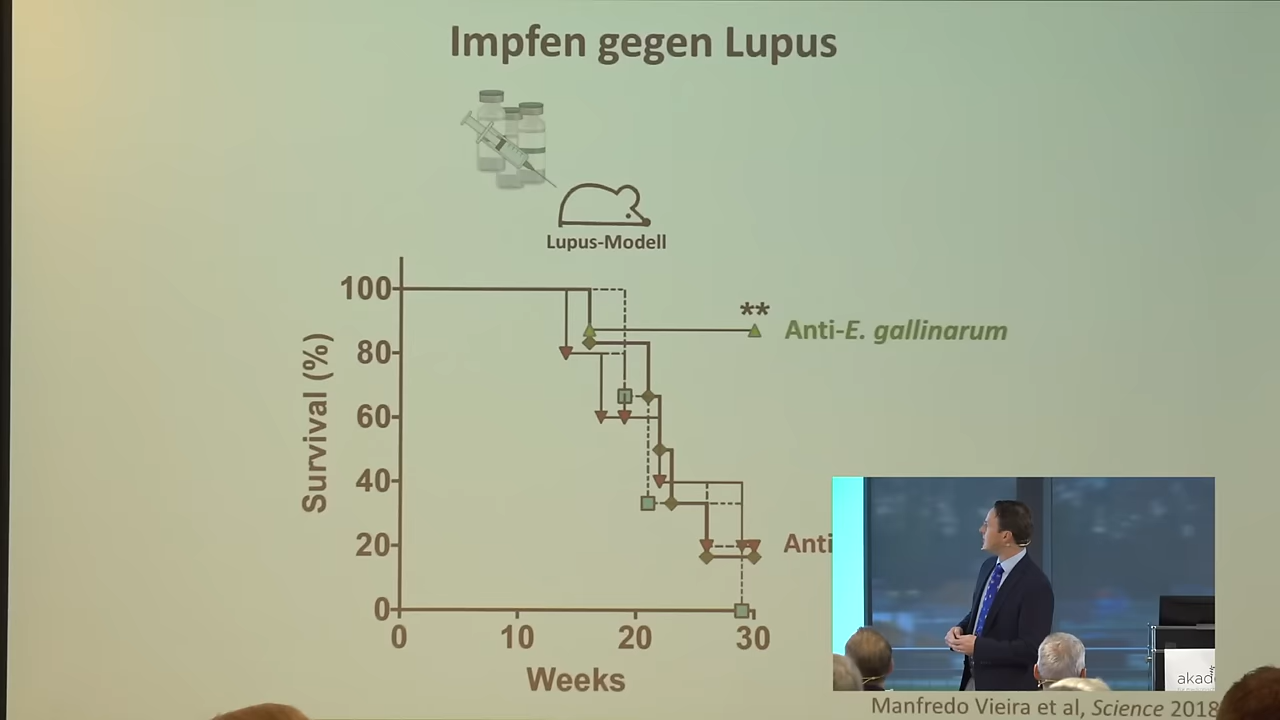 Impfen gegen Lupus
Lupus-Modell
Survival (%)
100
80
60
40
20
0
**
Anti-E. gallinarum
Anti
0 10 20 30
Weeks
akad
Manfredo Vieira et al, Science 2018